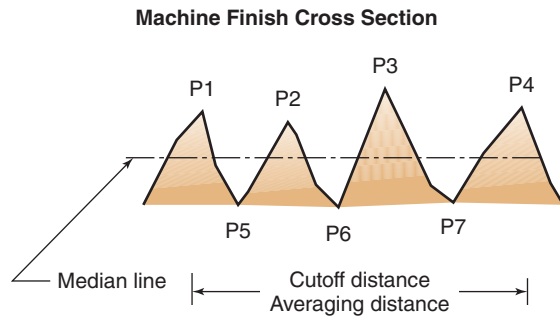 Machine Finish Cross Section
P1
P2
P3
P4
P5
P6
P7
Median line
Cutoff distance
Averaging distance